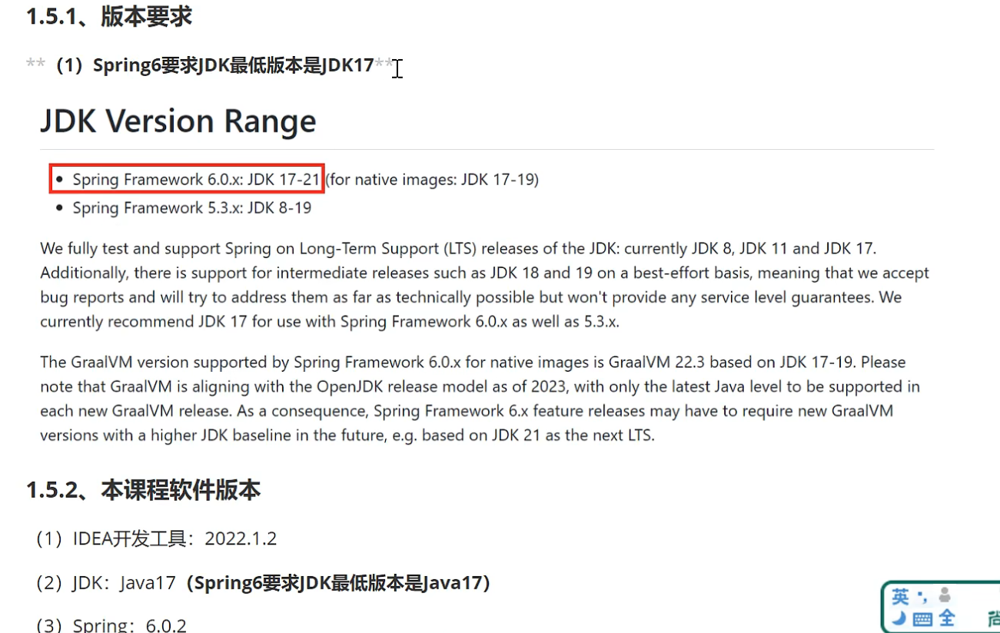 1.5.1、版本要求
**（1）Spring6要求JDK最低版本是JDK17**
JDK Version Range
• Spring Framework 6.0.x: JDK 17-21 (for native images: JDK 17-19)
• Spring Framework 5.3.x: JDK 8-19
We fully test and support Spring on Long-Term Support (LTS) releases of the JDK: currently JDK 8, JDK 11 and JDK 17.
Additionally, there is support for intermediate releases such as JDK 18 and 19 on a best-effort basis, meaning that we accept
bug reports and will try to address them as far as technically possible but won't provide any service level guarantees. We
currently recommend JDK 17 for use with Spring Framework 6.0.x as well as 5.3.x.
The GraalVM version supported by Spring Framework 6.0.x for native images is GraalVM 22.3 based on JDK 17-19. Please
note that GraalVM is aligning with the OpenJDK release model as of 2023, with only the latest Java level to be supported in
each new GraalVM release. As a consequence, Spring Framework 6.x feature releases may have to require new GraalVM
versions with a higher JDK baseline in the future, e.g. based on JDK 21 as the next LTS.
1.5.2、本课程软件版本
（1）IDEA开发工具：2022.1.2
（2）JDK：Java17（Spring6要求JDK最低版本是Java17）
（3）Spring：6.0.2
英
全